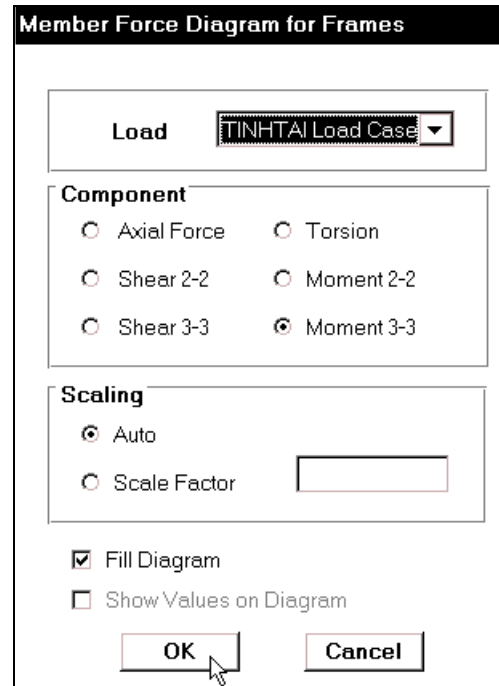 Member Force Diagram for Frames
Load TINHTAI Load Case
Component
Axial Force Torsion
Shear 2-2 Moment 2-2
Shear 3-3 Moment 3-3
Scaling
Auto
Scale Factor
Fill Diagram
Show Values on Diagram
OK Cancel